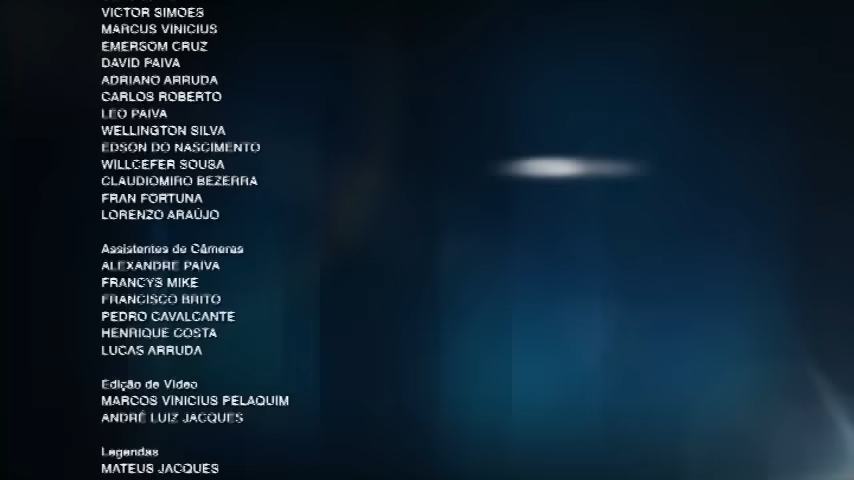 VICTOR SIMÕES
MARCUS VINICIUS
EMERSOM CRUZ
DAVID PAIVA
ADRIANO ARRUDA
CARLOS ROBERTO
LEO PAIVA
WELLINGTON SILVA
EDSON DO NASCIMENTO
WILLCEFER SOUSA
CLAUDIOMIRO BEZERRA
FRAN FORTUNA
LORENZO ARAÚJO
Assistentes de Câmeras
ALEXANDRE PAIVA
FRANCYS MIKE
FRANCISCO BRITO
PEDRO CAVALCANTE
HENRIQUE COSTA
LUCAS ARRUDA
Edição de Vídeo
MARCOS VINICIUS PELAQUIM
ANDRÉ LUIZ JACQUES
Legendas
MATEUS JACQUES